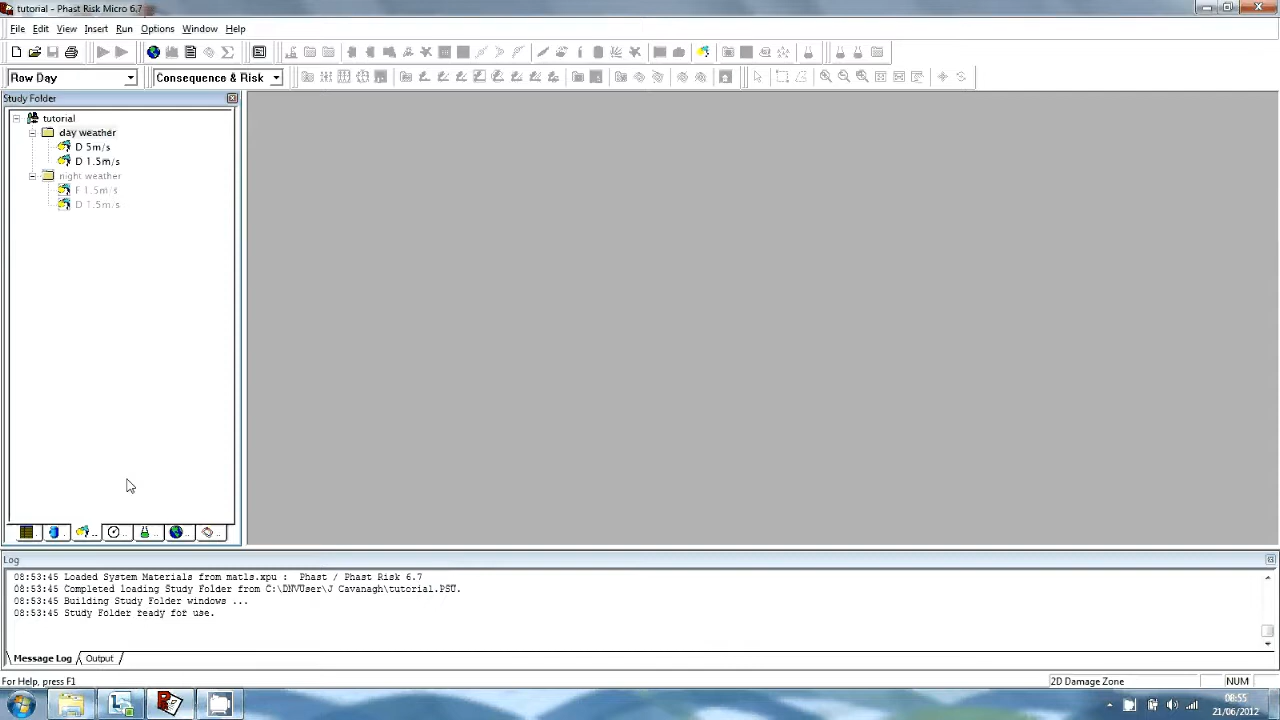 tutorial - Phast Risk Micro 6.7
File Edit View Insert Run Options Window Help
Row Day Consequence & Risk
Study Folder
tutorial
day weather
D 5m/s
D 1.5m/s
night weather
F 1.5m/s
D 1.5m/s
Log
08:53:45 Loaded System Materials from matls.xpu : Phast / Phast Risk 6.7
08:53:45 Completed loading Study Folder from C:\DNVUser\J Cavanagh\tutorial.PSU.
08:53:45 Building Study Folder windows ...
08:53:45 Study Folder ready for use.
Message Log Output
For Help, press F1 2D Damage Zone NUM
08:55
21/06/2012